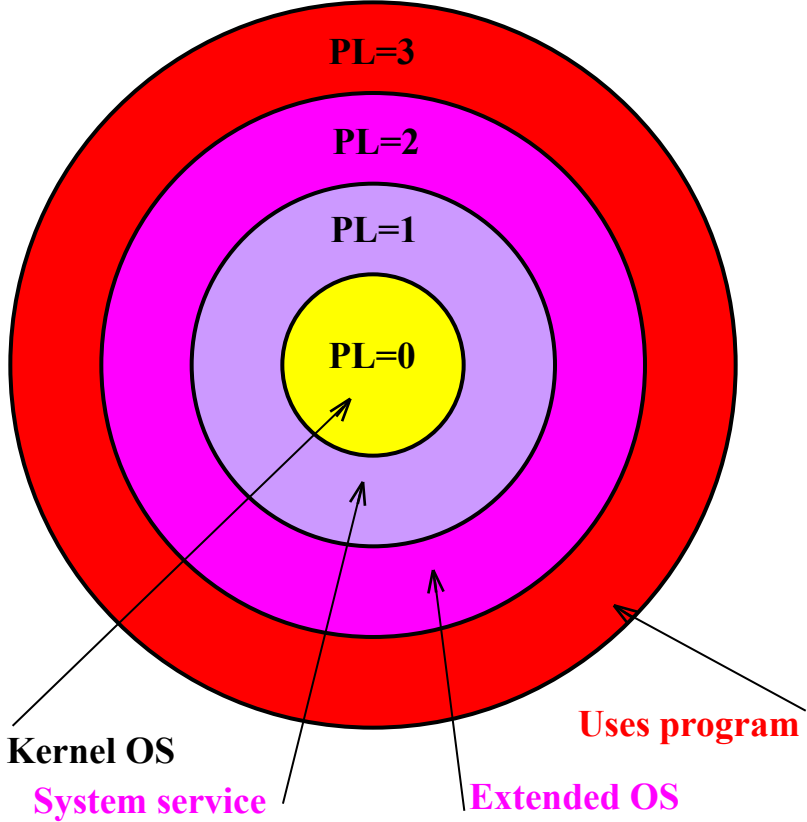 PL=3
PL=2
PL=1
PL=0
Uses program
Kernel OS
System service
Extended OS